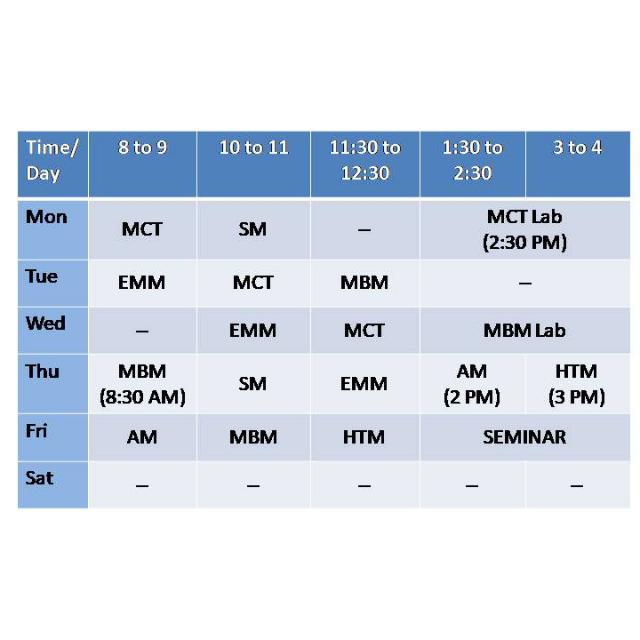 Time/ Day 8 to 9 10 to 11 11:30 to 12:30 1:30 to 2:30 3 to 4
Mon MCT SM – MCT Lab (2:30 PM)
Tue EMM MCT MBM –
Wed – EMM MCT MBM Lab
Thu MBM (8:30 AM) SM EMM AM (2 PM) HTM (3 PM)
Fri AM MBM HTM SEMINAR
Sat – – – – –